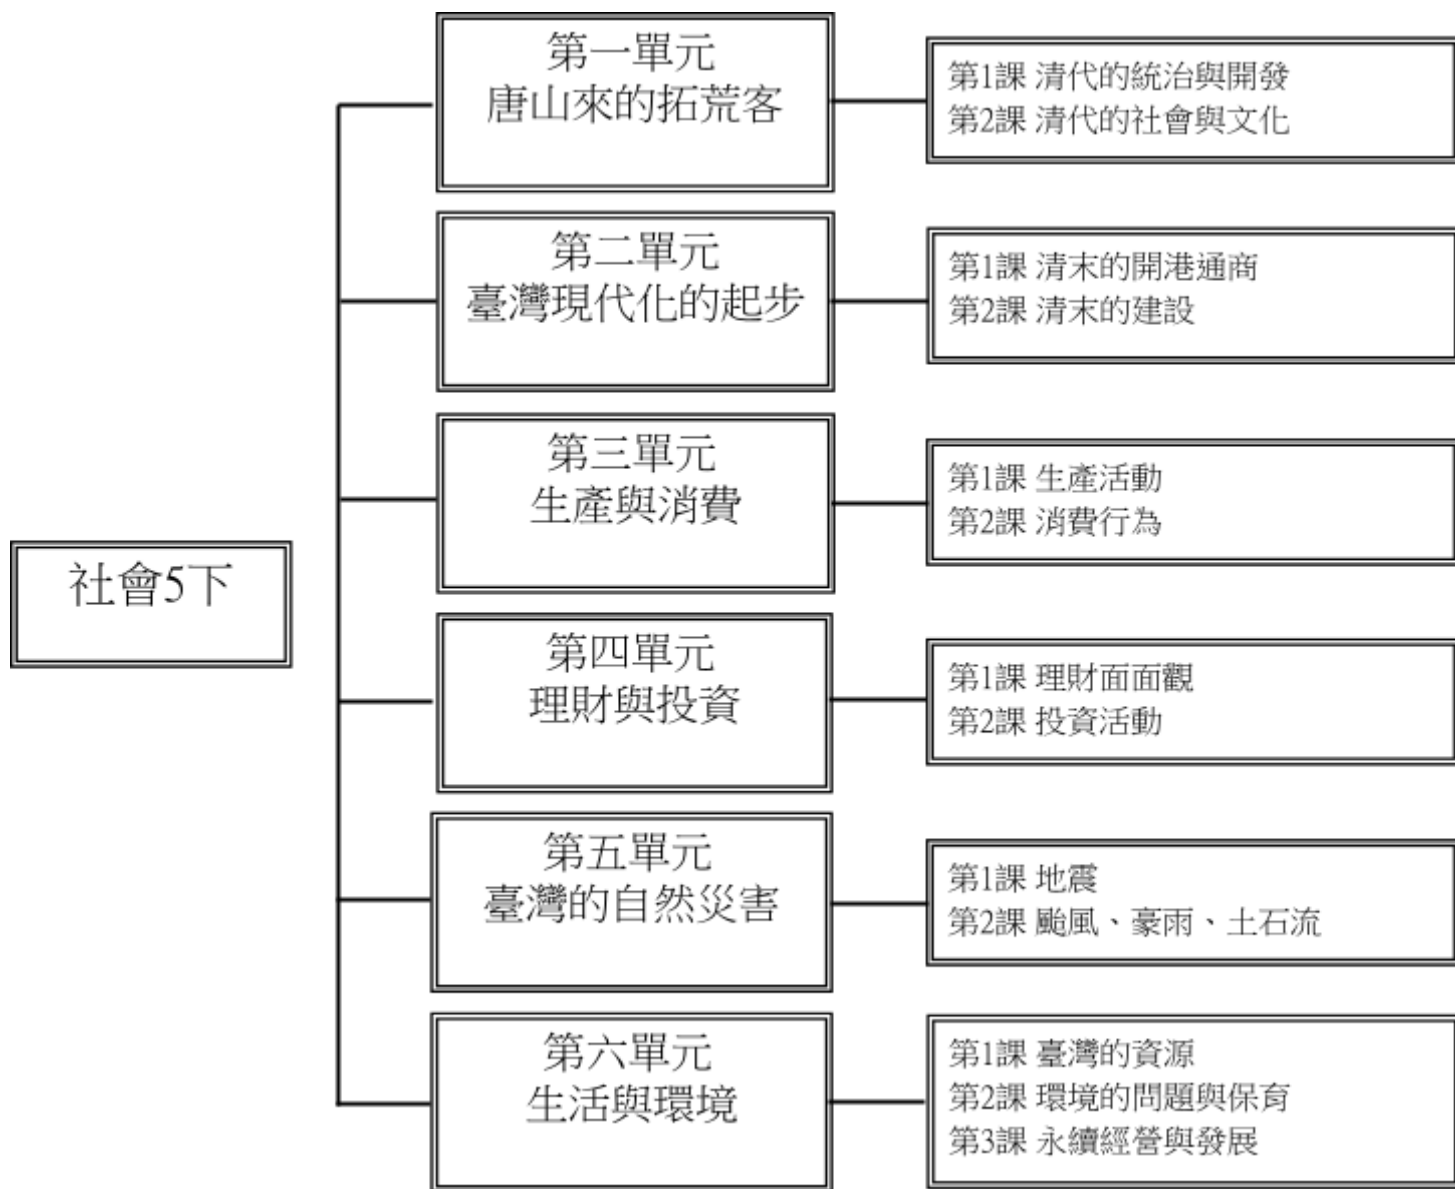 社會5下
第一單元
唐山來的拓荒客
第1課 清代的統治與開發
第2課 清代的社會與文化
第二單元
臺灣現代化的起步
第1課 清末的開港通商
第2課 清末的建設
第三單元
生產與消費
第1課 生產活動
第2課 消費行為
第四單元
理財與投資
第1課 理財面面觀
第2課 投資活動
第五單元
臺灣的自然災害
第1課 地震
第2課 颱風、豪雨、土石流
第六單元
生活與環境
第1課 臺灣的資源
第2課 環境的問題與保育
第3課 永續經營與發展